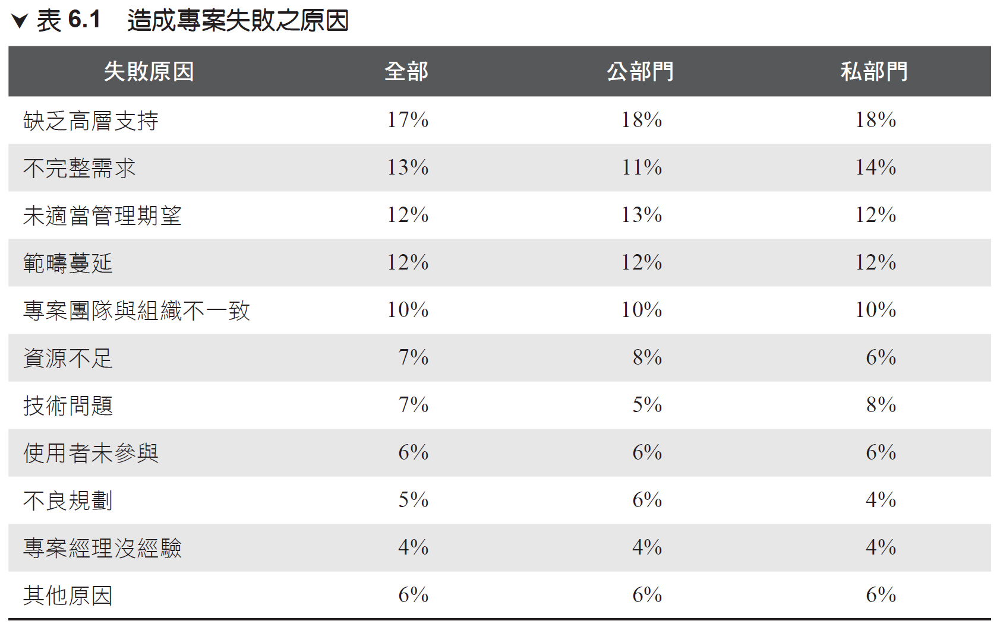 表 6.1 造成專案失敗之原因
失敗原因 全部 公部門 私部門
缺乏高層支持 17% 18% 18%
不完整需求 13% 11% 14%
未適當管理期望 12% 13% 12%
範疇蔓延 12% 12% 12%
專案團隊與組織不一致 10% 10% 10%
資源不足 7% 8% 6%
技術問題 7% 5% 8%
使用者未參與 6% 6% 6%
不良規劃 5% 6% 4%
專案經理沒經驗 4% 4% 4%
其他原因 6% 6% 6%